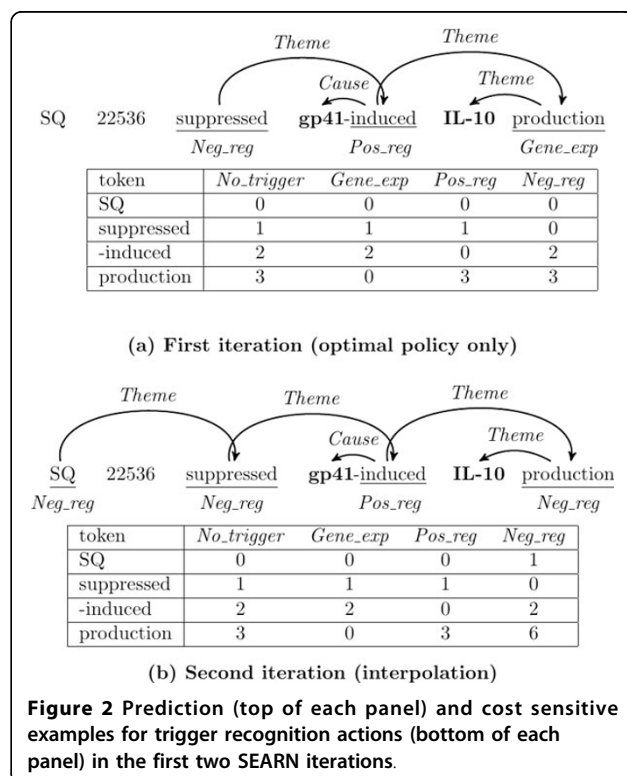 Theme Theme
Cause Theme
SQ 22536 suppressed gp41-induced IL-10 production
Neg_reg Pos_reg Gene_exp
token No_trigger Gene_exp Pos_reg Neg_reg
SQ 0 0 0 0
suppressed 1 1 1 0
-induced 2 2 0 2
production 3 0 3 3
(a) First iteration (optimal policy only)
Theme Theme Theme
Cause Theme
SQ 22536 suppressed gp41-induced IL-10 production
Neg_reg Neg_reg Pos_reg Neg_reg
token No_trigger Gene_exp Pos_reg Neg_reg
SQ 0 0 0 1
suppressed 1 1 1 0
-induced 2 2 0 2
production 3 0 3 6
(b) Second iteration (interpolation)
Figure 2 Prediction (top of each panel) and cost sensitive
examples for trigger recognition actions (bottom of each
panel) in the first two SEARN iterations.